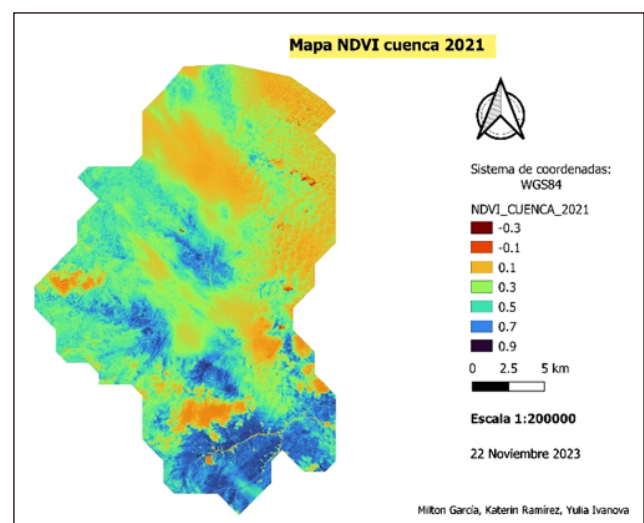 Mapa NDVI cuenca 2021
Sistema de coordenadas:
WGS84
NDVI_CUENCA_2021
-0.3
-0.1
0.1
0.3
0.5
0.7
0.9
0 2.5 5 km
Escala 1:200000
22 Noviembre 2023
Milton García, Katerin Ramírez, Yulia Ivanova